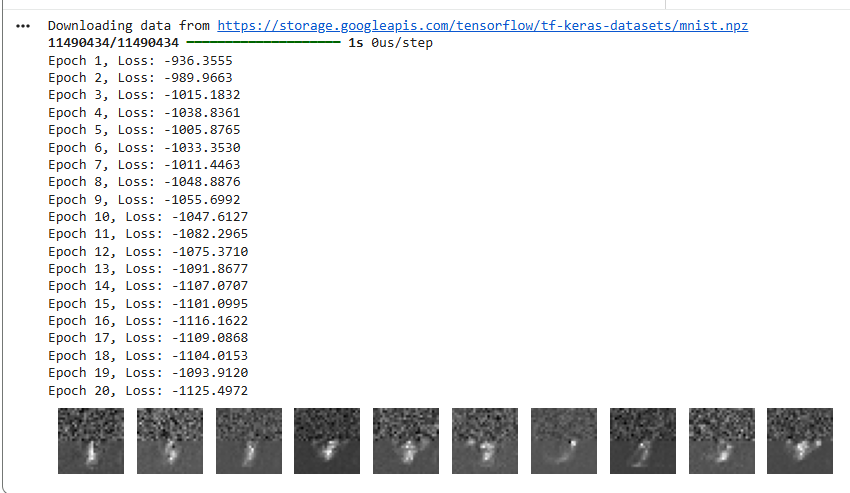 Downloading data from https://storage.googleapis.com/tensorflow/tf-keras-datasets/mnist.npz
11490434/11490434 ━━━━━━━━━━━━━━━━━━━━ 1s 0us/step
Epoch 1, Loss: -936.3555
Epoch 2, Loss: -989.9663
Epoch 3, Loss: -1015.1832
Epoch 4, Loss: -1038.8361
Epoch 5, Loss: -1005.8765
Epoch 6, Loss: -1033.3530
Epoch 7, Loss: -1011.4463
Epoch 8, Loss: -1048.8876
Epoch 9, Loss: -1055.6992
Epoch 10, Loss: -1047.6127
Epoch 11, Loss: -1082.2965
Epoch 12, Loss: -1075.3710
Epoch 13, Loss: -1091.8677
Epoch 14, Loss: -1107.0707
Epoch 15, Loss: -1101.0995
Epoch 16, Loss: -1116.1622
Epoch 17, Loss: -1109.0868
Epoch 18, Loss: -1104.0153
Epoch 19, Loss: -1093.9120
Epoch 20, Loss: -1125.4972